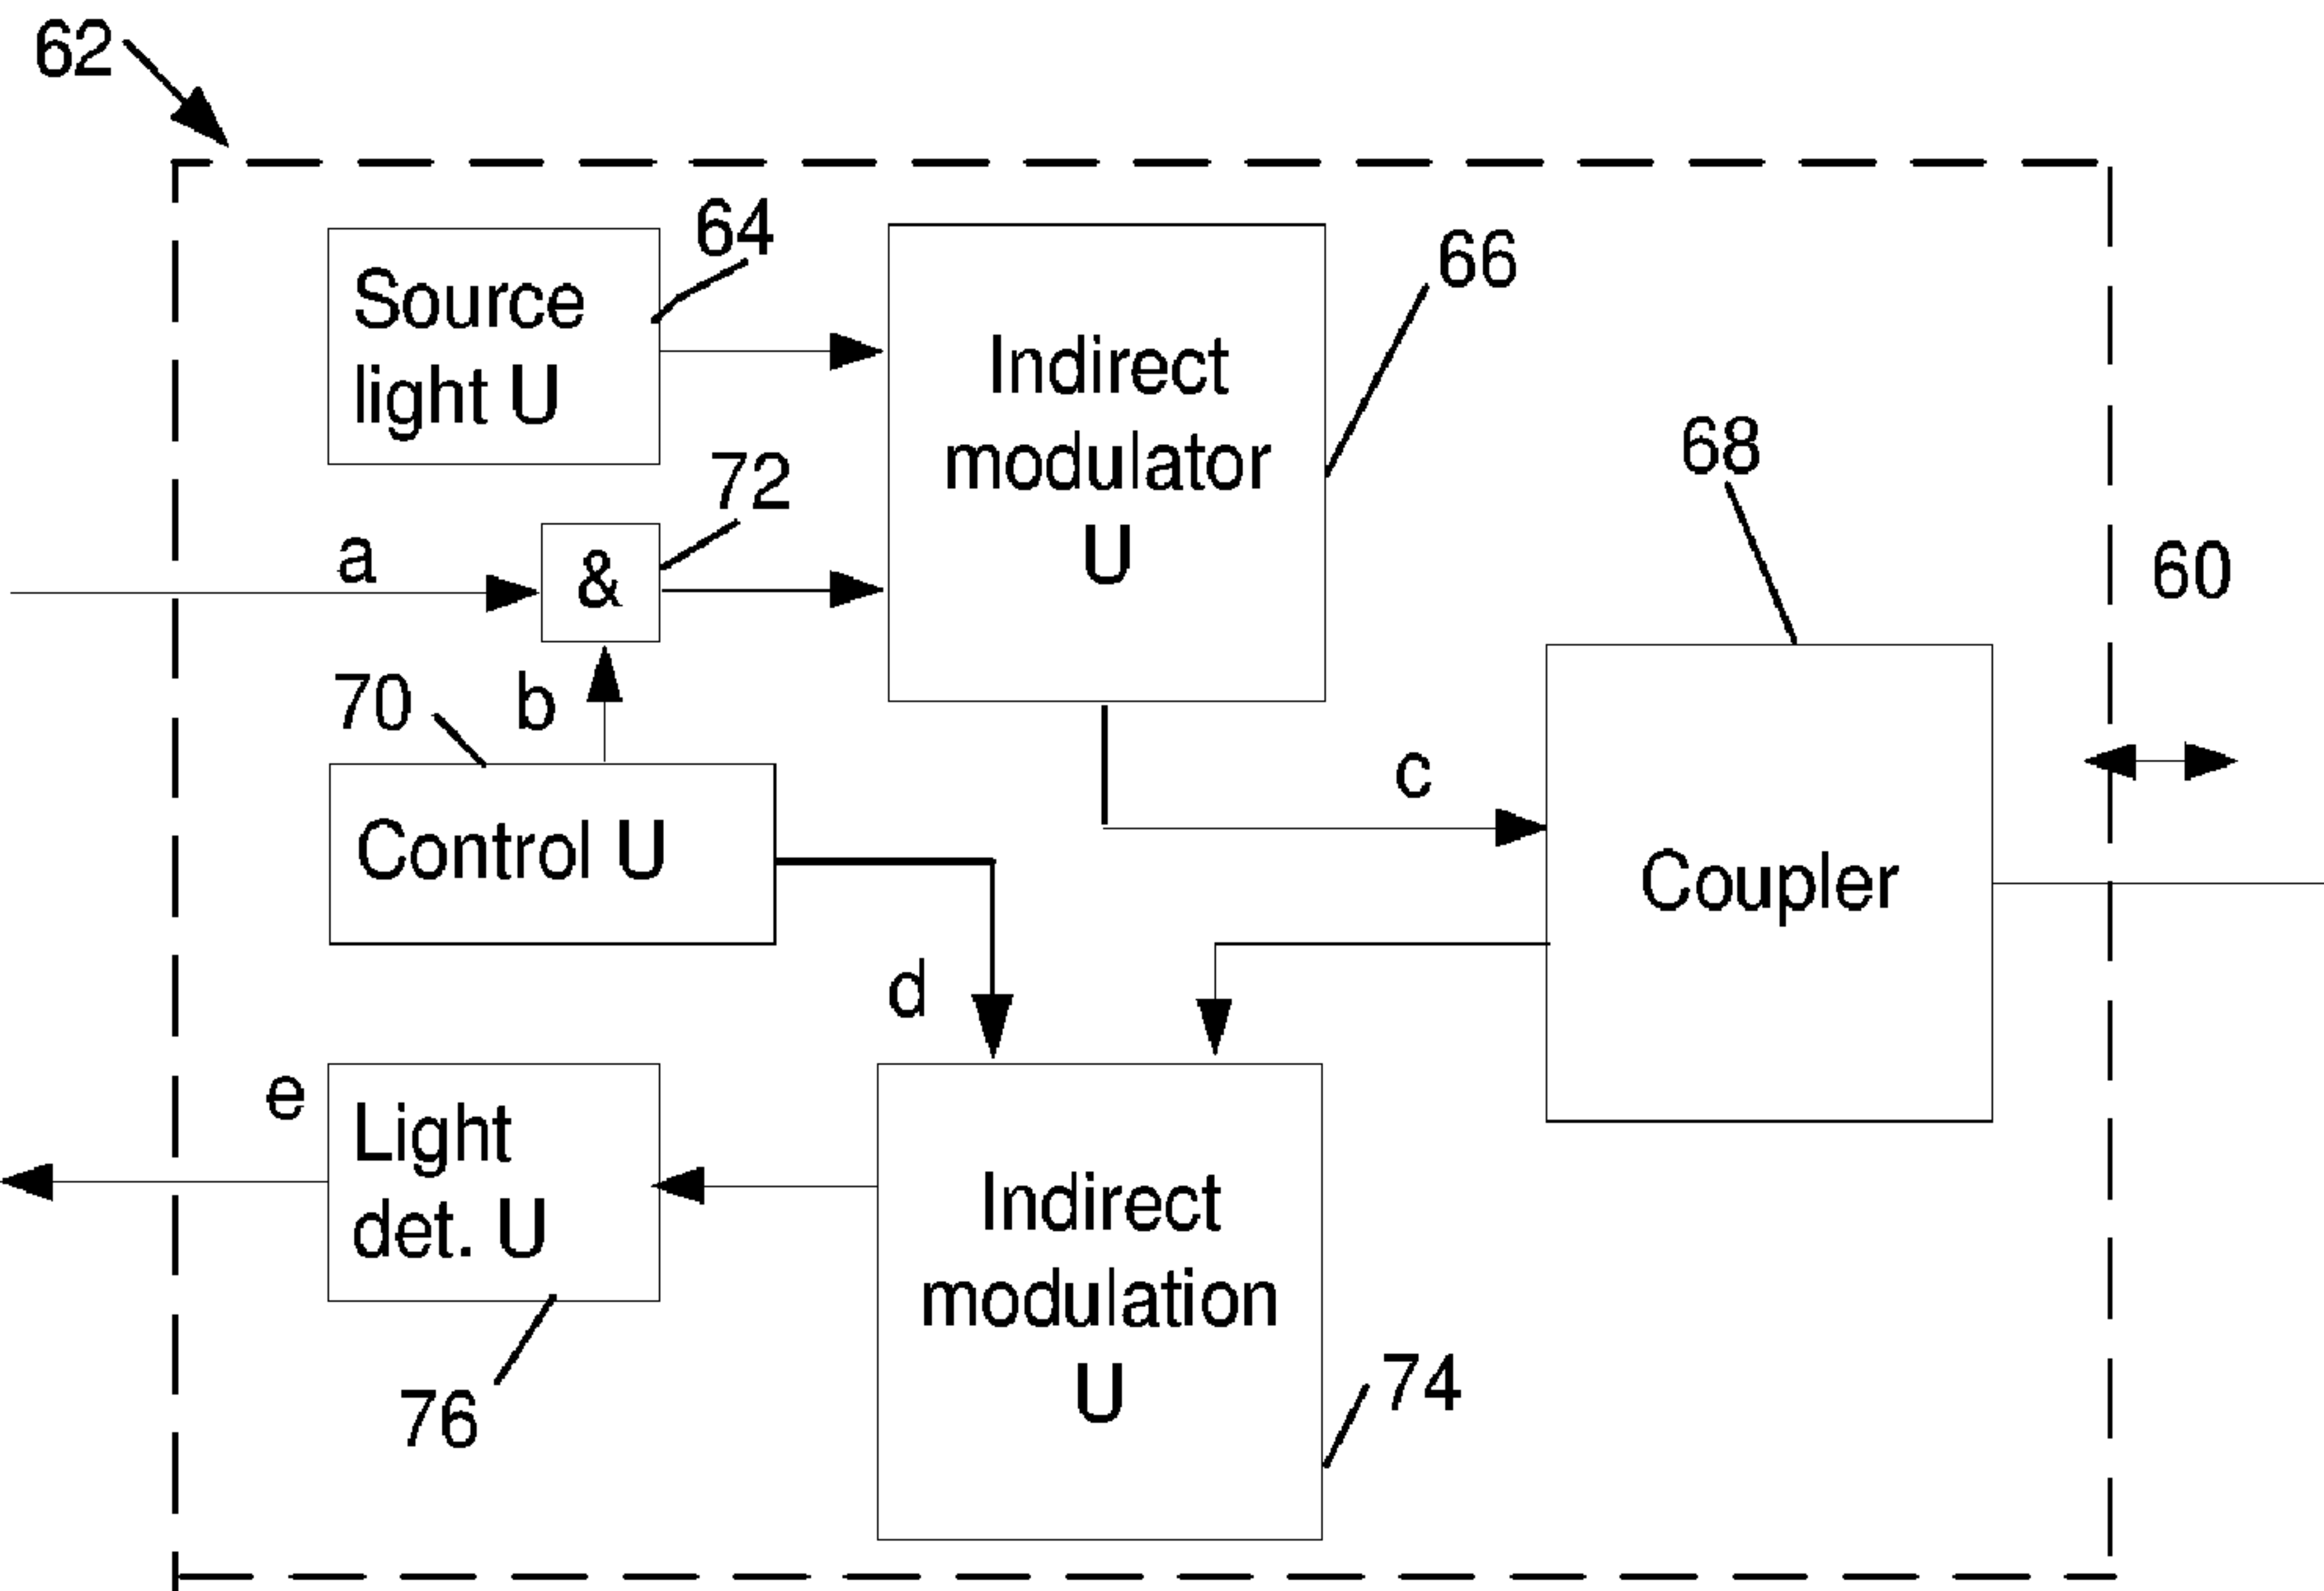 62
64
Source
light U
66
Indirect
modulator
U
72
68
a
&
60
70
b
c
Control U
Coupler
d
e
Light
det. U
Indirect
modulation
U
74
76